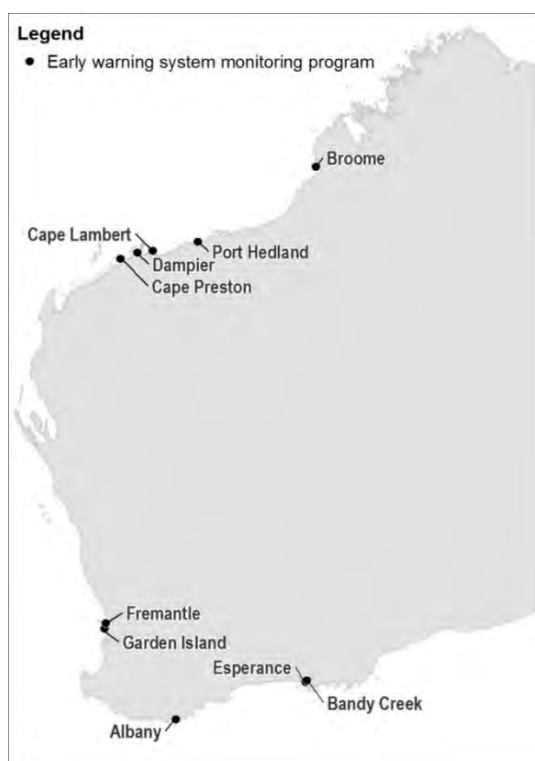 Legend
Early warning system monitoring program
Broome
Cape Lambert
Port Hedland
Dampier
Cape Preston
Fremantle
Garden Island
Esperance
Bandy Creek
Albany